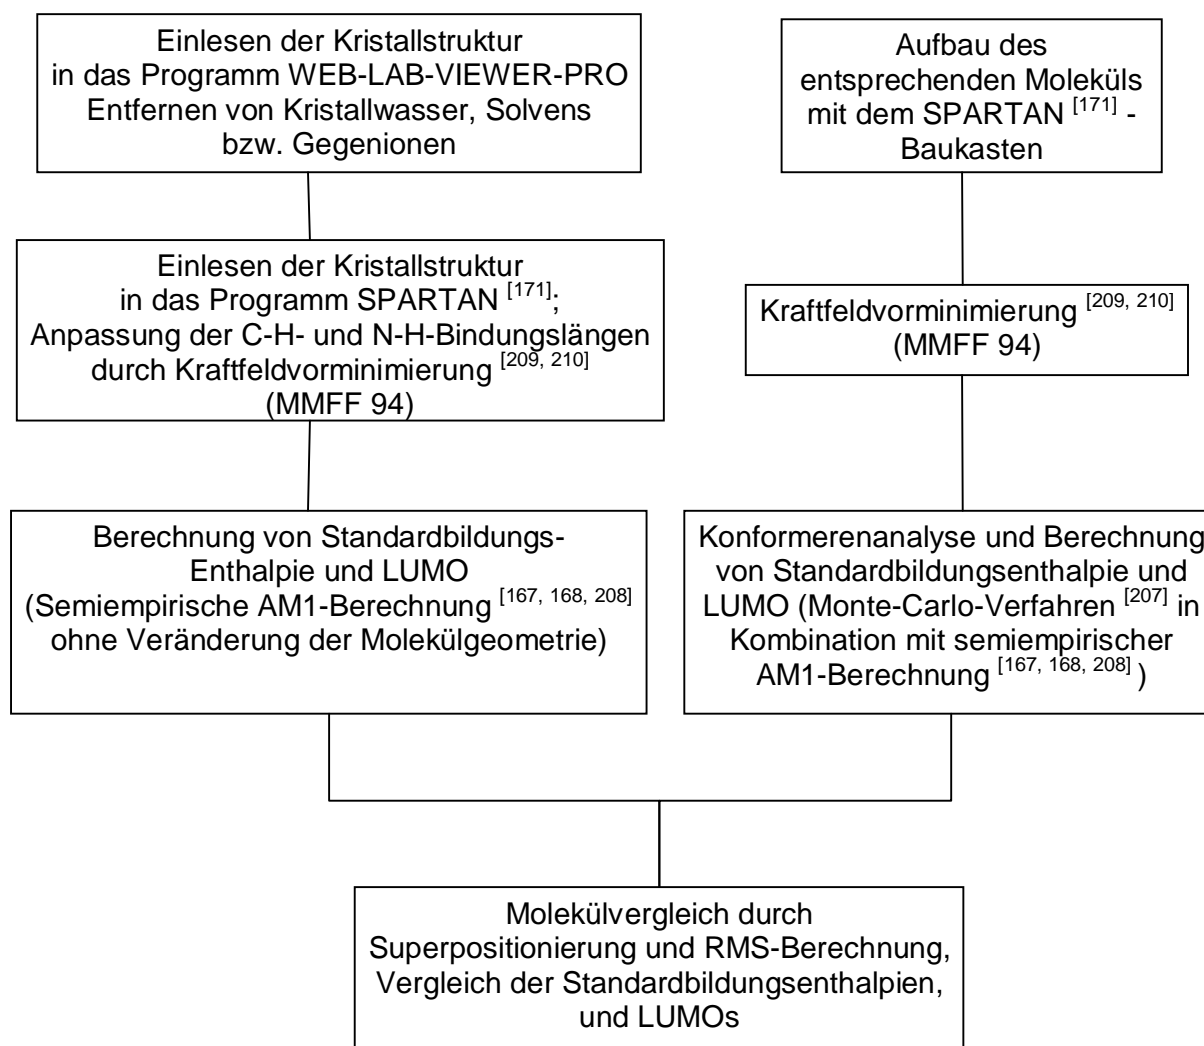 Einlesen der Kristallstruktur
in das Programm WEB-LAB-VIEWER-PRO
Entfernen von Kristallwasser, Solvens
bzw. Gegenionen
Aufbau des
entsprechenden Moleküls
mit dem SPARTAN [171] -
Baukasten
Einlesen der Kristallstruktur
in das Programm SPARTAN [171];
Anpassung der C-H- und N-H-Bindungslängen
durch Kraftfeldvorminimierung [209, 210]
(MMFF 94)
Kraftfeldvorminimierung [209, 210]
(MMFF 94)
Berechnung von Standardbildungs-
Enthalpie und LUMO
(Semiempirische AM1-Berechnung [167, 168, 208]
ohne Veränderung der Molekülgeometrie)
Konformerenanalyse und Berechnung
von Standardbildungsenthalpie und
LUMO (Monte-Carlo-Verfahren [207] in
Kombination mit semiempirischer
AM1-Berechnung [167, 168, 208] )
Molekülvergleich durch
Superpositionierung und RMS-Berechnung,
Vergleich der Standardbildungsenthalpien,
und LUMOs